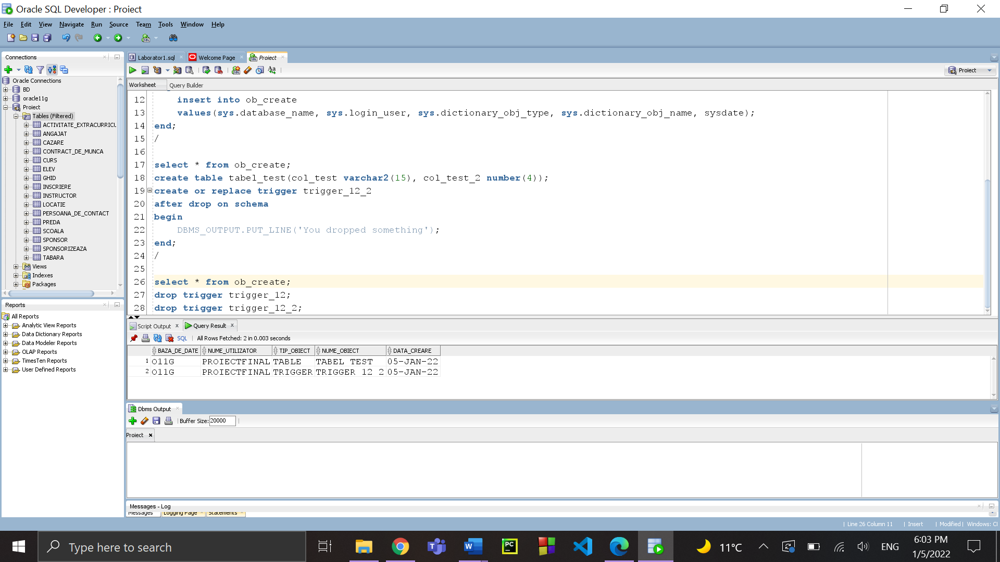 Oracle SQL Developer : Proiect
File Edit View Navigate Run Source Team Tools Window Help
Connections
Oracle Connections
BD
oracle11g
Proiect
Tables (Filtered)
ACTIVITATE_EXTRACURRICU
ANGAJAT
CAZARE
CONTRACT_DE_MUNCA
CURS
ELEV
GHID
INSCRIERE
INSTRUCTOR
LOCATIE
PERSOANA_DE_CONTACT
PREDA
SCOALA
SPONSOR
SPONSORIZEAZA
TABARA
Views
Indexes
Packages
Reports
All Reports
Analytic View Reports
Data Dictionary Reports
Data Modeler Reports
OLAP Reports
TimesTen Reports
User Defined Reports
Laborator1.sql Welcome Page Proiect
Proiect
Worksheet Query Builder
12 insert into ob_create
13 values(sys.database_name, sys.login_user, sys.dictionary_obj_type, sys.dictionary_obj_name, sysdate);
14 end;
15 /
16
17 select * from ob_create;
18 create table tabel_test(col_test varchar2(15), col_test_2 number(4));
19 create or replace trigger trigger_12_2
20 after drop on schema
21 begin
22 DBMS_OUTPUT.PUT_LINE('You dropped something');
23 end;
24 /
25
26 select * from ob_create;
27 drop trigger trigger_12;
28 drop trigger trigger_12_2;
Script Output Query Result
SQL All Rows Fetched: 2 in 0.003 seconds
BAZA_DE_DATE NUME_UTILIZATOR TIP_OBIECT NUME_OBIECT DATA_CREARE
1 O11G PROIECTFINAL TABLE TABEL_TEST 05-JAN-22
2 O11G PROIECTFINAL TRIGGER TRIGGER_12_2 05-JAN-22
Dbms Output
Buffer Size: 20000
Proiect
Messages - Log
Messages Logging Page Statements
Line 26 Column 11 Insert Modified Windows: C
Type here to search
PC
11°C
ENG
6:03 PM
1/5/2022